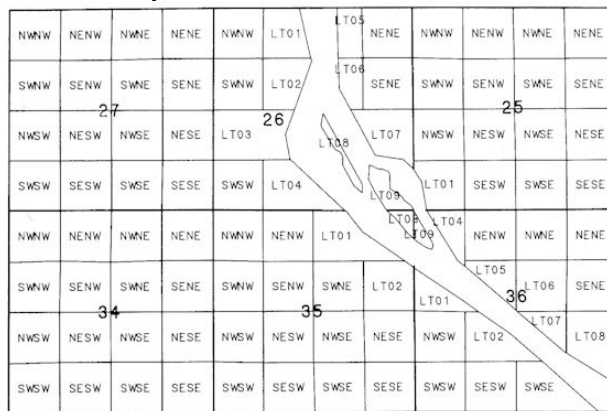 LT05
NWNW NENW NWNE NENE NWNW LT01 NENE NWNW NENW NWNE NENE
LT06
SWNW SENW SWNE SENE SWNW LT02 SENE SWNW SENW SWNE SENE
27 26 25
NWSW NESW NWSE NESE LT03 LT08 LT07 NWSW NESW NWSE NESE
SWSW SESW SWSE SESE SWSW LT04 LT09 LT01 SESW SWSE SESE
LT08 LT04
NWNW NENW NWNE NENE NWNW NENW LT01 LT09 NENW NWNE NENE
LT05
SWNW SENW SWNE SENE SWNW SENW SWNE LT02 LT06 SENE
34 35 LT01 36
LT07
NWSW NESW NWSE NESE NWSW NESW NWSE NESE NWSW LT02 LT08
SWSW SESW SWSE SESE SWSW SESW SWSE SESE SWSW SESW SWSE